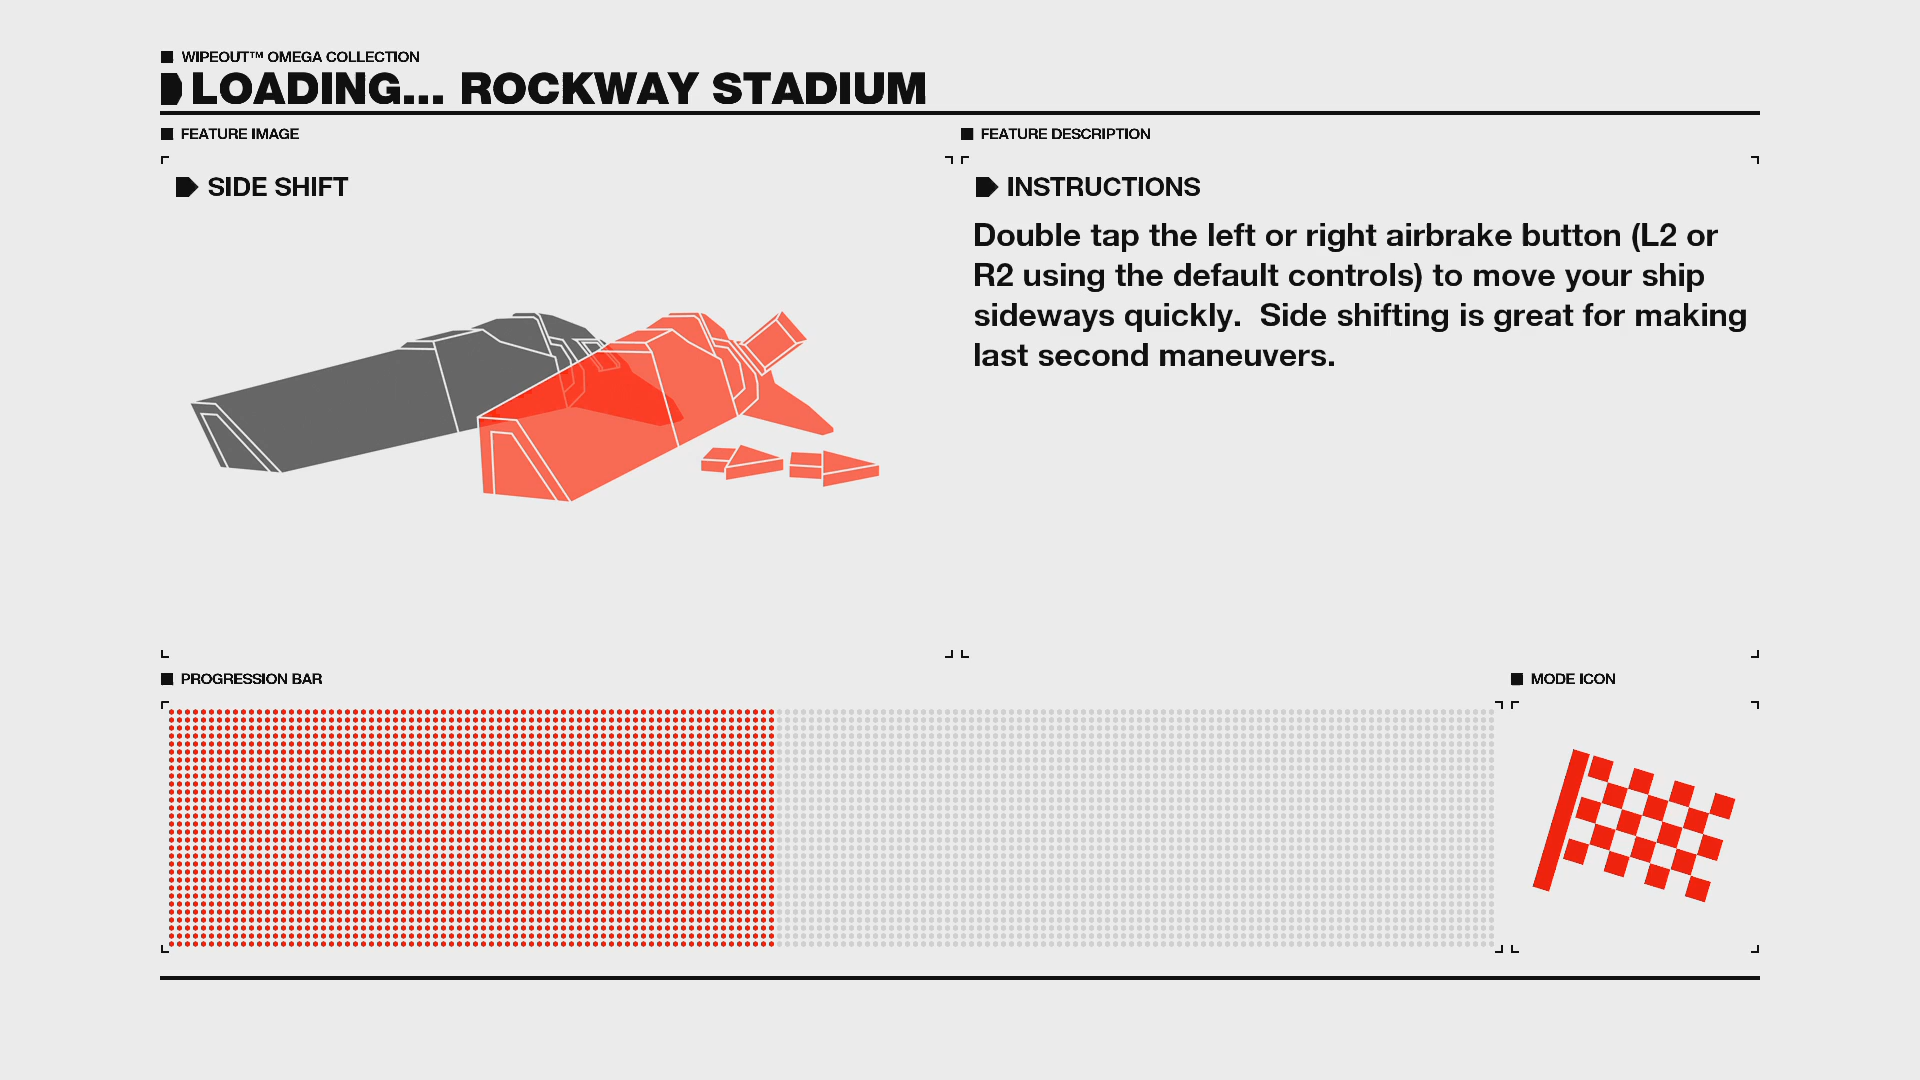 WIPEOUT™ OMEGA COLLECTION
LOADING... ROCKWAY STADIUM
FEATURE IMAGE
SIDE SHIFT
FEATURE DESCRIPTION
INSTRUCTIONS
Double tap the left or right airbrake button (L2 or
R2 using the default controls) to move your ship
sideways quickly.  Side shifting is great for making
last second maneuvers.
PROGRESSION BAR
MODE ICON